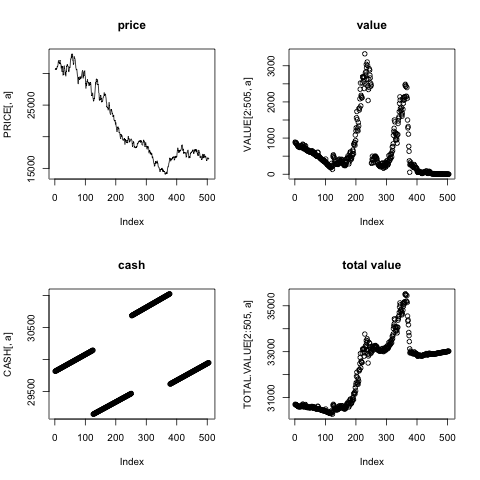 price
value
PRICE[, a]
15000
25000
0 100 200 300 400 500
Index
VALUE[2:505, a]
0
1000
2000
3000
0 100 200 300 400 500
Index
cash
total value
CASH[, a]
29500
30500
0 100 200 300 400 500
Index
TOTAL.VALUE[2:505, a]
31000
33000
35000
0 100 200 300 400 500
Index